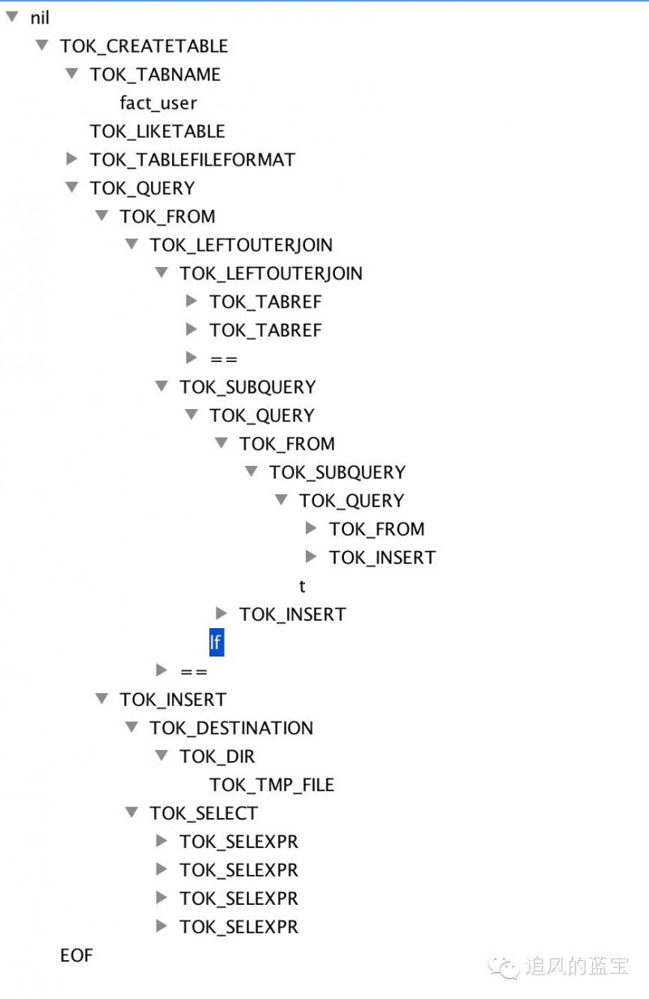 nil
TOK_CREATETABLE
TOK_TABNAME
fact_user
TOK_LIKETABLE
TOK_TABLEFILEFORMAT
TOK_QUERY
TOK_FROM
TOK_LEFTOUTERJOIN
TOK_LEFTOUTERJOIN
TOK_TABREF
TOK_TABREF
==
TOK_SUBQUERY
TOK_QUERY
TOK_FROM
TOK_SUBQUERY
TOK_QUERY
TOK_FROM
TOK_INSERT
t
TOK_INSERT
lf
==
TOK_INSERT
TOK_DESTINATION
TOK_DIR
TOK_TMP_FILE
TOK_SELECT
TOK_SELEXPR
TOK_SELEXPR
TOK_SELEXPR
TOK_SELEXPR
EOF
追风的蓝宝